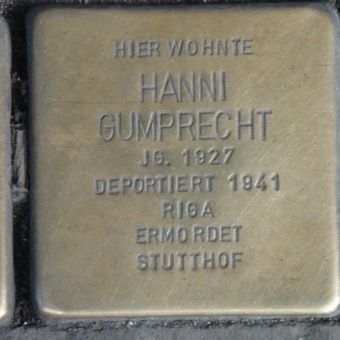 HIER WOHNTE
HANNI
GUMPRECHT
JG. 1927
DEPORTIERT 1941
RIGA
ERMORDET
STUTTHOF